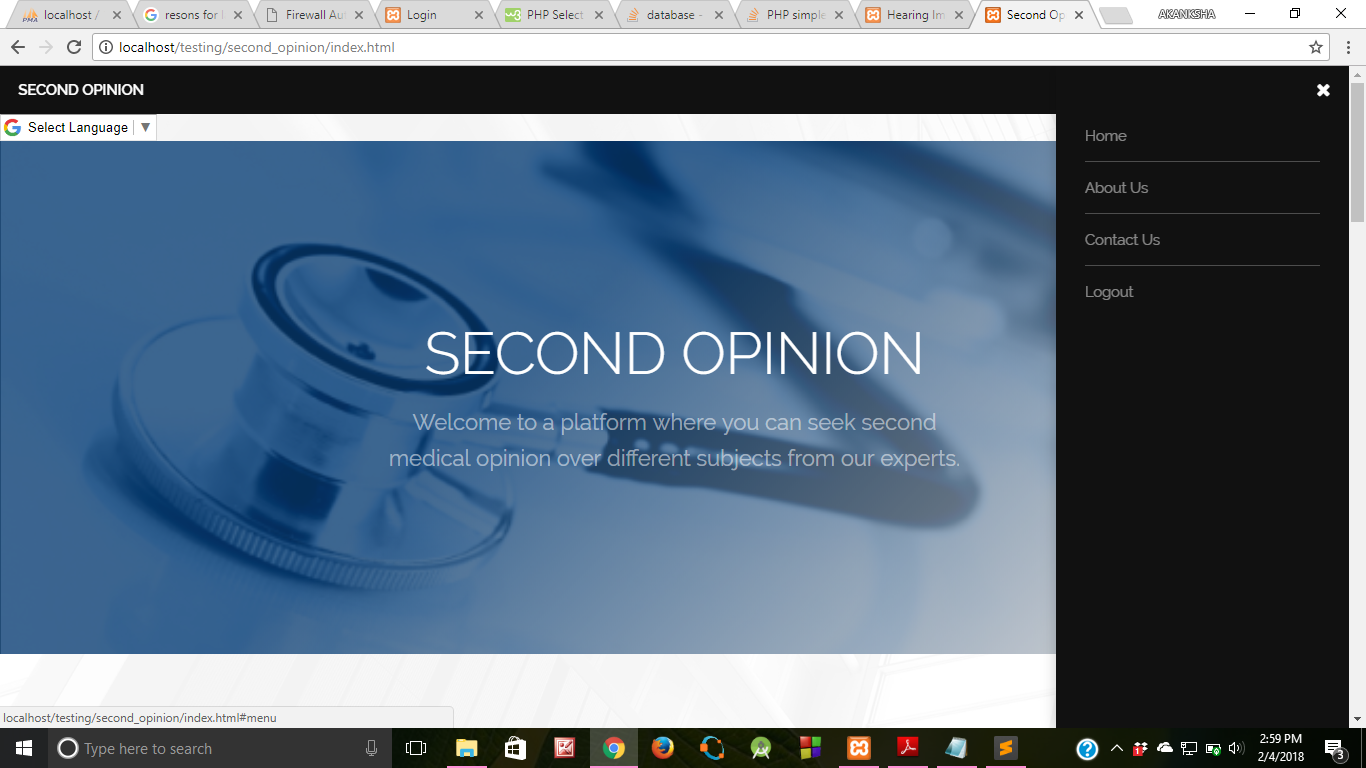 localhost /
resons for
Firewall Au
Login
PHP Select
database -
PHP simple
Hearing Im
Second Op
AKANKSHA
localhost/testing/second_opinion/index.html
SECOND OPINION
Select Language
Home
About Us
Contact Us
Logout
SECOND OPINION
Welcome to a platform where you can seek second
medical opinion over different subjects from our experts.
localhost/testing/second_opinion/index.html#menu
Type here to search
2:59 PM
2/4/2018
3